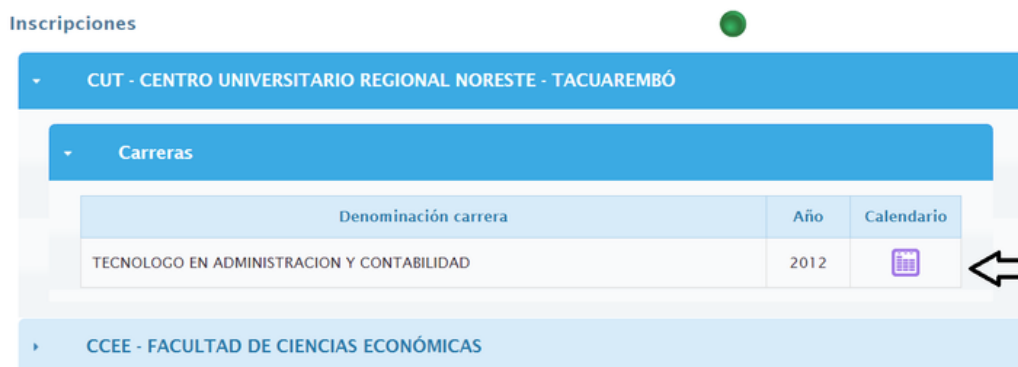 Inscripciones
CUT - CENTRO UNIVERSITARIO REGIONAL NORESTE - TACUAREMBÓ
Carreras
Denominación carrera Año Calendario
TECNOLOGO EN ADMINISTRACION Y CONTABILIDAD 2012
CCEE - FACULTAD DE CIENCIAS ECONÓMICAS